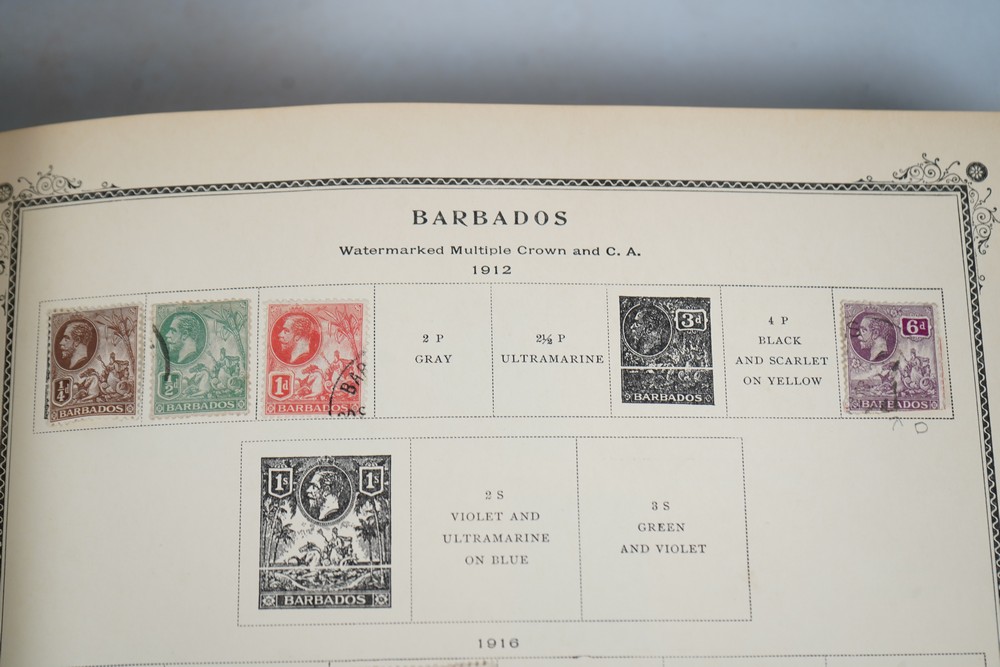 BARBADOS
Watermarked Multiple Crown and C. A.
1912
¼d
BARBADOS
½d
BARBADOS
1d
BARBADOS
2 P
GRAY
2½ P
ULTRAMARINE
3d
BARBADOS
4 P
BLACK
AND SCARLET
ON YELLOW
6d
BARBADOS
1s 1s
BARBADOS
2 S
VIOLET AND
ULTRAMARINE
ON BLUE
3 S
GREEN
AND VIOLET
1916